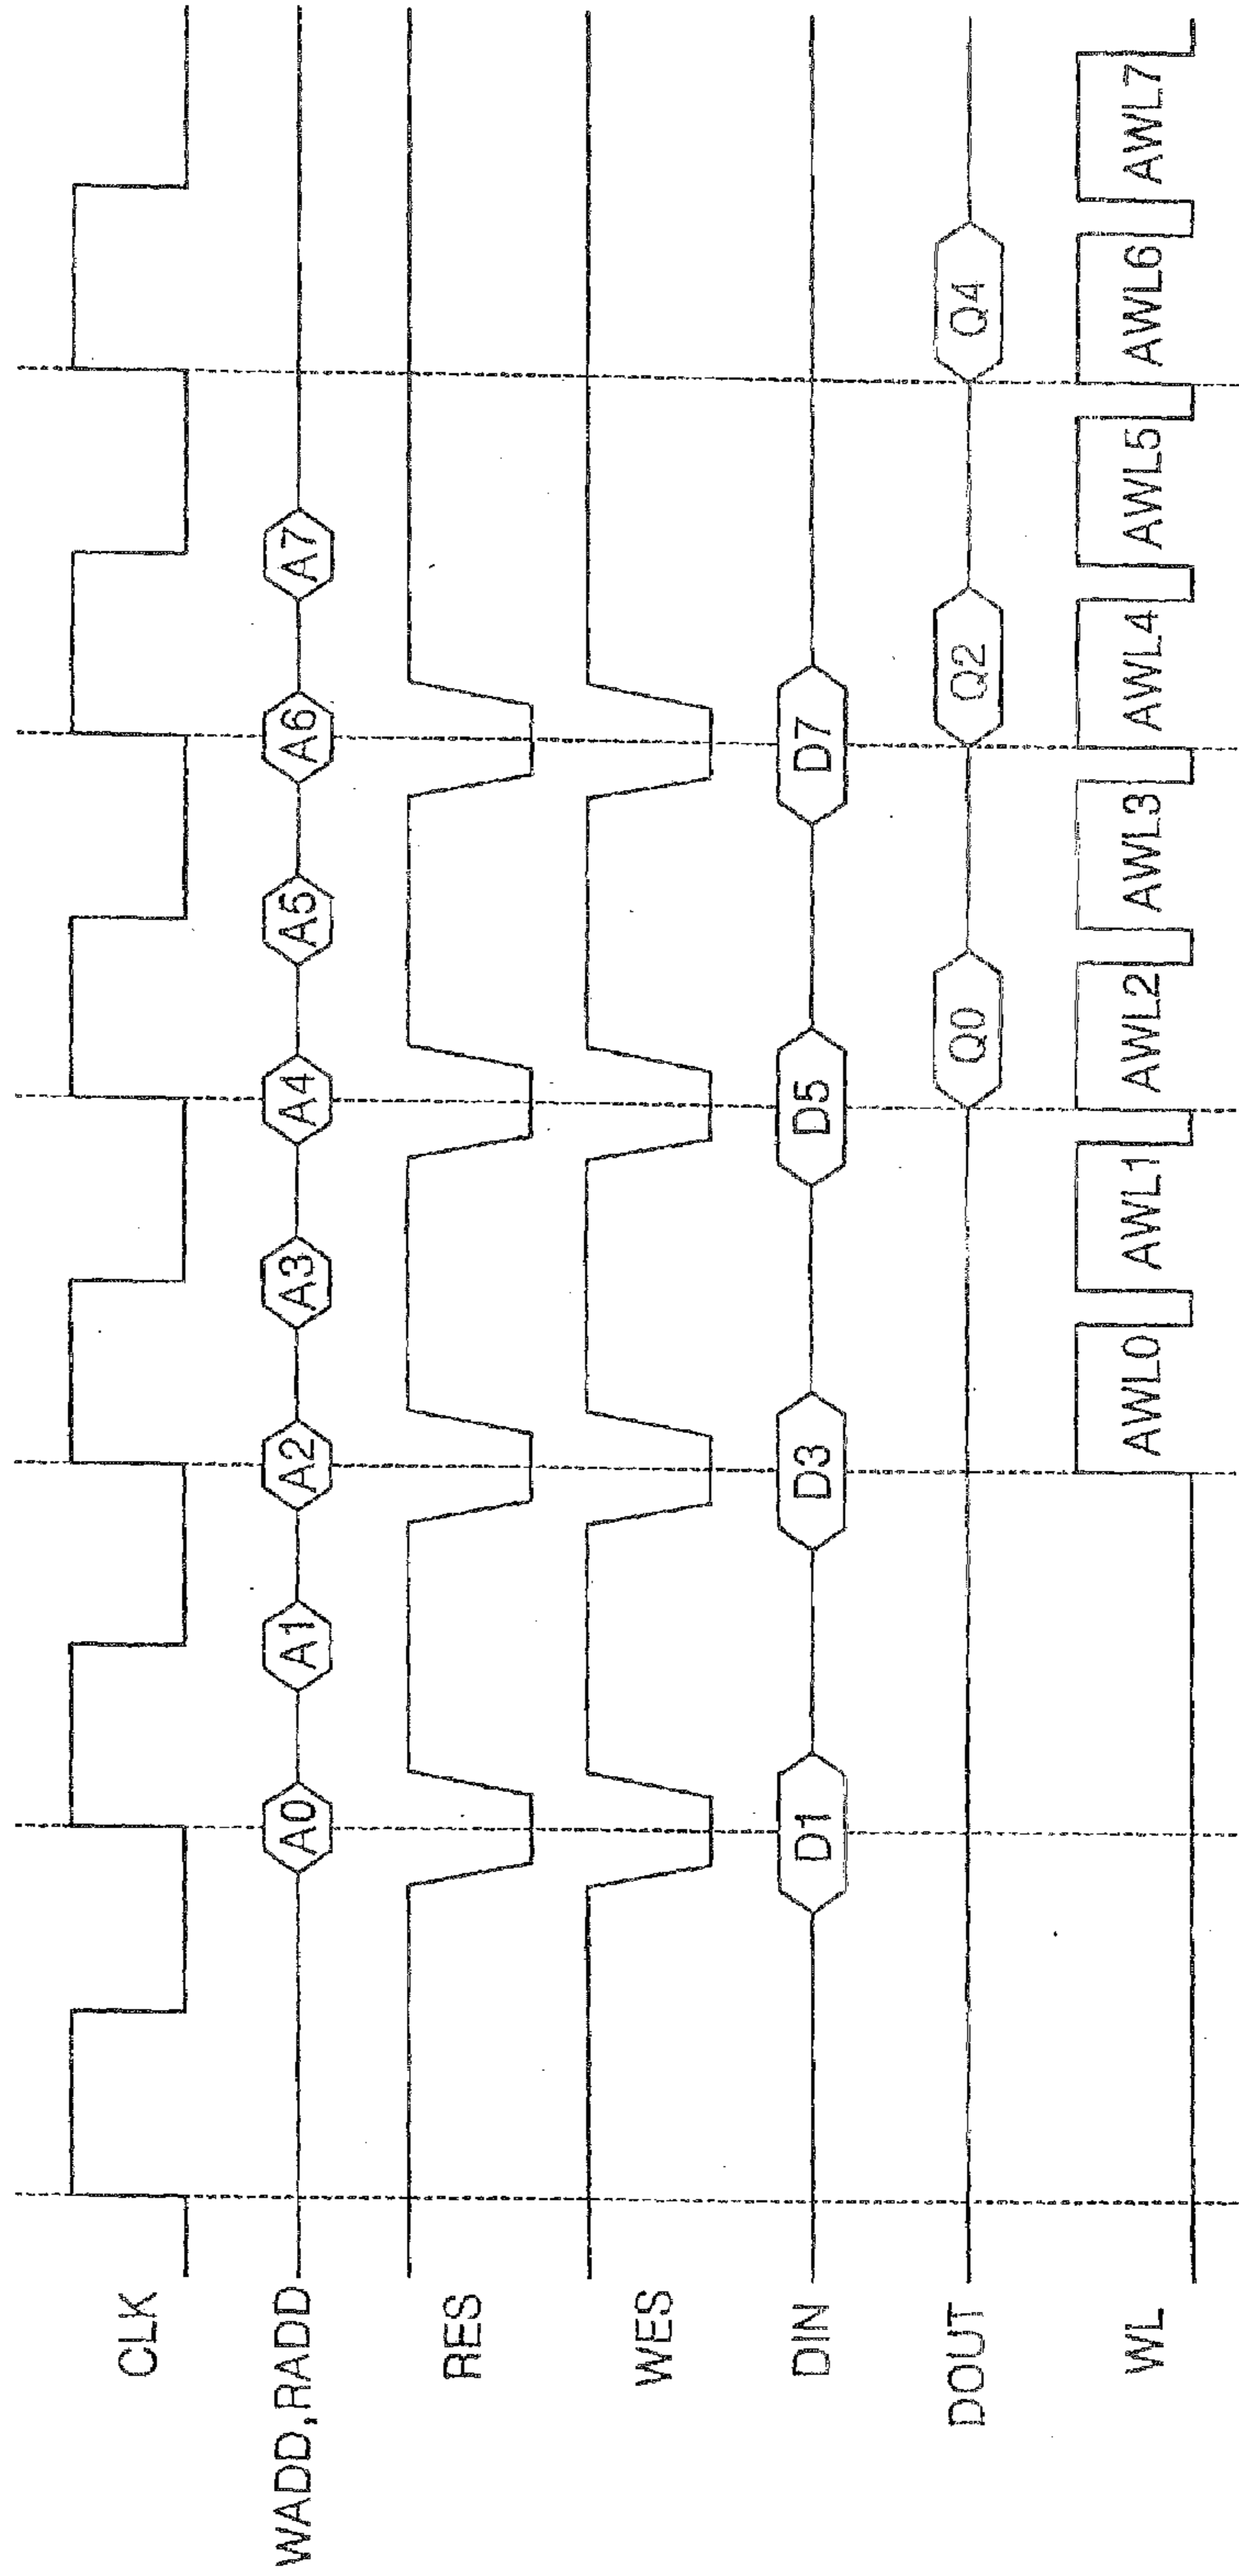 CLK
WADD,RADD A0 A1 A2 A3 A4 A5 A6 A7
RES
WES
DIN D1 D3 D5 D7
DOUT Q0 Q2 Q4
WL AWL0 AWL1 AWL2 AWL3 AWL4 AWL5 AWL6 AWL7